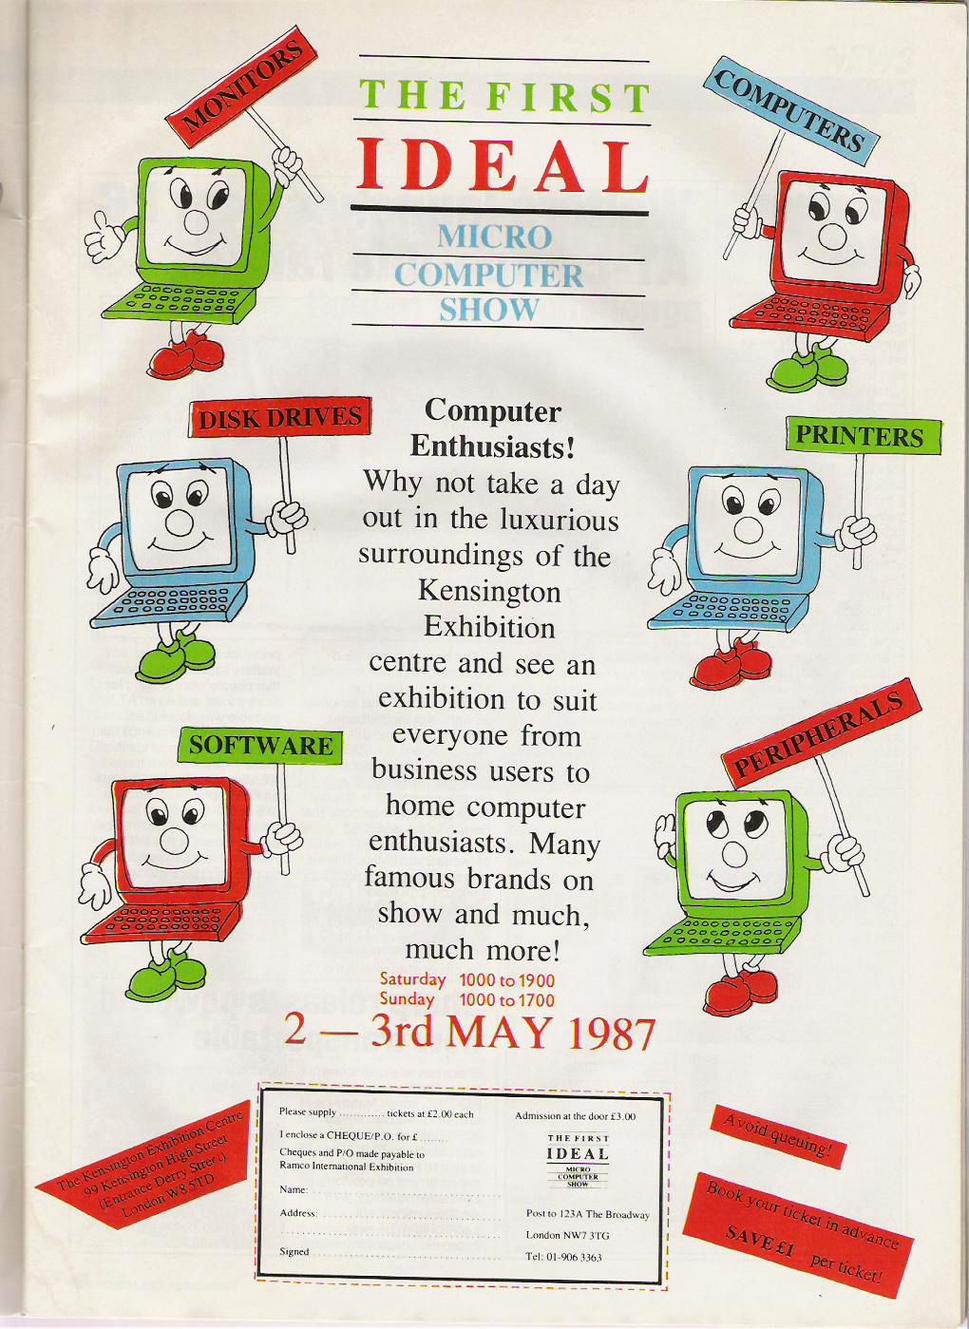 MONITORS
THE FIRST
IDEAL
MICRO
COMPUTER
SHOW
COMPUTERS
DISK DRIVES
PRINTERS
SOFTWARE
PERIPHERALS
Computer
Enthusiasts!
Why not take a day
out in the luxurious
surroundings of the
Kensington
Exhibition
centre and see an
exhibition to suit
everyone from
business users to
home computer
enthusiasts. Many
famous brands on
show and much,
much more!
Saturday 1000 to 1900
Sunday 1000 to 1700
2 — 3rd MAY 1987
The Kensington Exhibition Centre
99 Kensington High Street
(Entrance Derry Street)
London W8 5TD
Please supply ............. tickets at £2.00 each
I enclose a CHEQUE/P.O. for £ ........
Cheques and P/O made payable to
Ramco International Exhibition
Name:
Address:
Signed
Admission at the door £3.00
THE FIRST
IDEAL
MICRO
COMPUTER
SHOW
Post to 123A The Broadway
London NW7 3TG
Tel: 01-906 3363
Avoid queuing!
Book your ticket in advance
SAVE £1 per ticket!